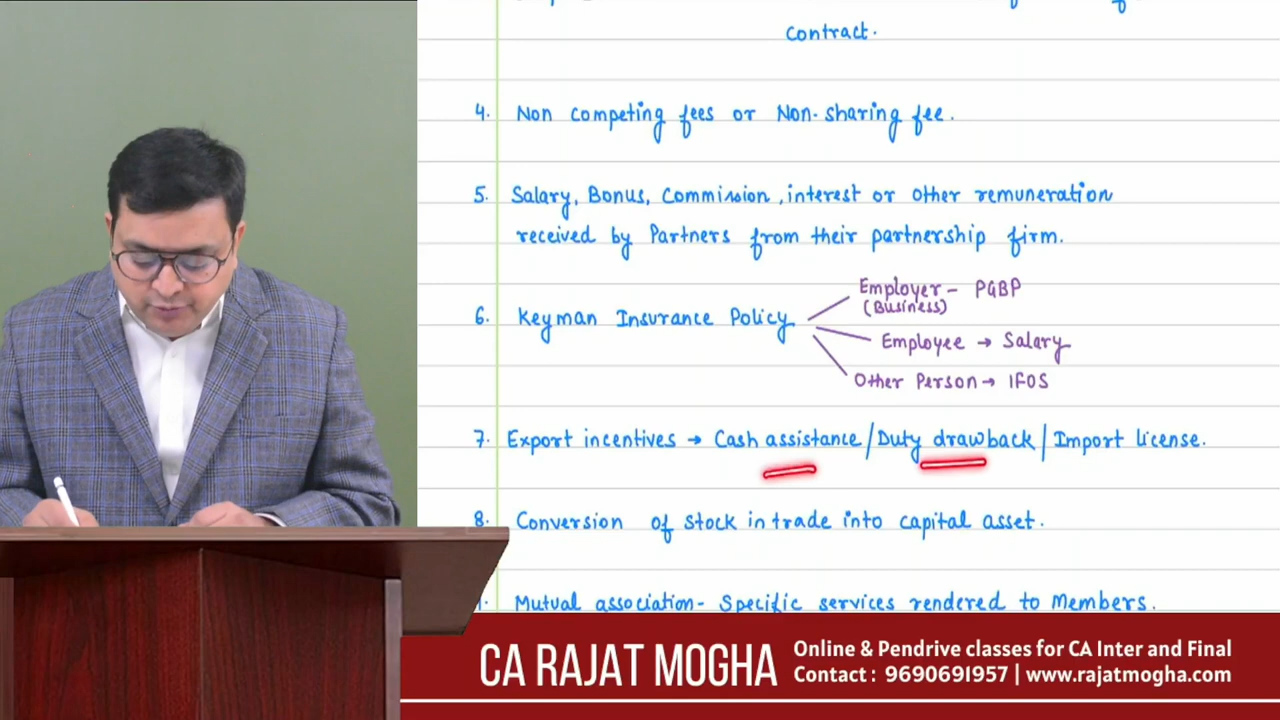 contract.
4. Non competing fees or Non-sharing fee.
5. Salary, Bonus, Commission, interest or other remuneration
received by Partners from their partnership firm.
6. Keyman Insurance Policy
Employer - PGBP
(Business)
Employee → Salary
Other Person → IFOS
7. Export incentives → Cash assistance / Duty drawback / Import license.
8. Conversion of stock in trade into capital asset.
Mutual association - Specific services rendered to Members.
CA RAJAT MOGHA
Online & Pendrive classes for CA Inter and Final
Contact : 9690691957 | www.rajatmogha.com